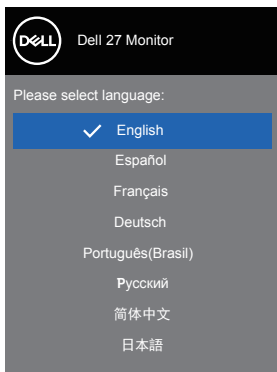 DELL
Dell 27 Monitor
Please select language:
English
Español
Français
Deutsch
Português(Brasil)
Русский
简体中文
日本語